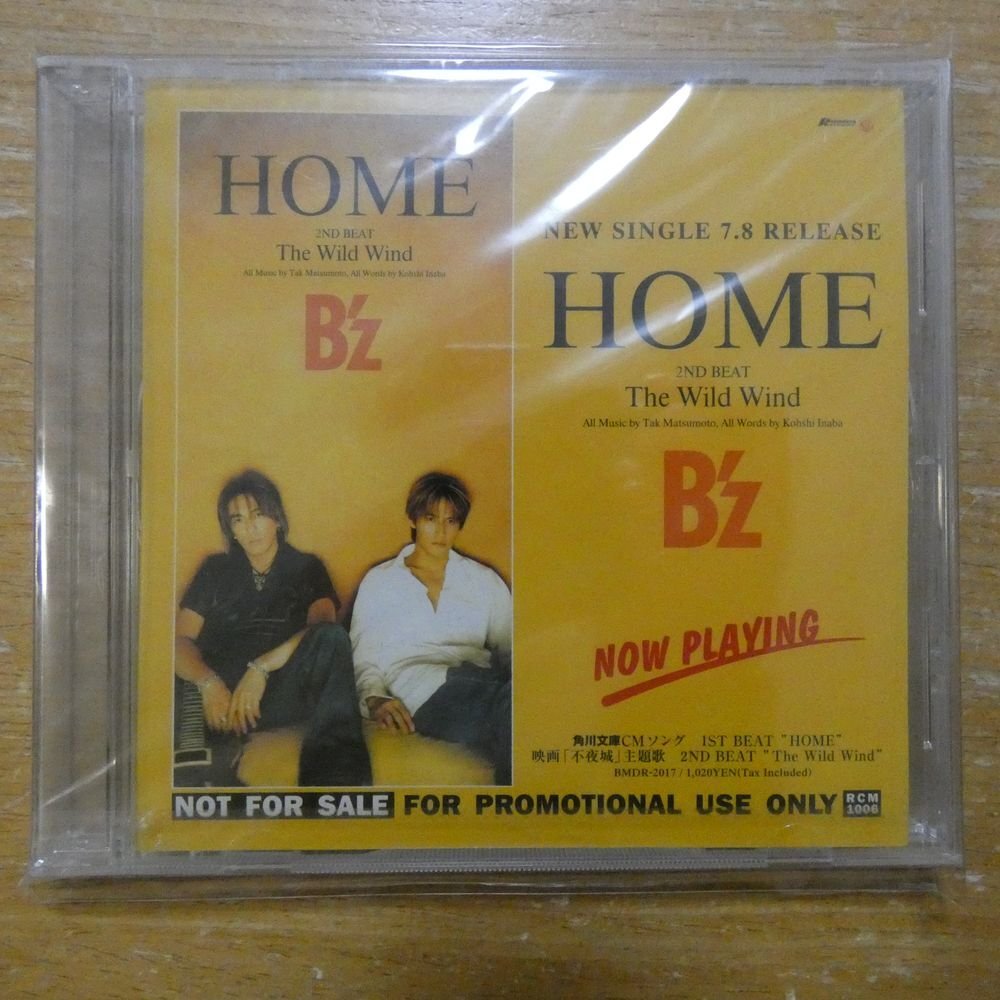 HOME
2ND BEAT
The Wild Wind
All Music by Tak Matsumoto, All Words by Kohshi Inaba
B'z
NEW SINGLE 7.8 RELEASE
HOME
2ND BEAT
The Wild Wind
All Music by Tak Matsumoto, All Words by Kohshi Inaba
B'z
NOW PLAYING
角川文庫CMソング 1ST BEAT "HOME"
映画「不夜城」主題歌 2ND BEAT "The Wild Wind"
BMDR-2017 / 1,020YEN(Tax Included)
NOT FOR SALE FOR PROMOTIONAL USE ONLY RCM 1006